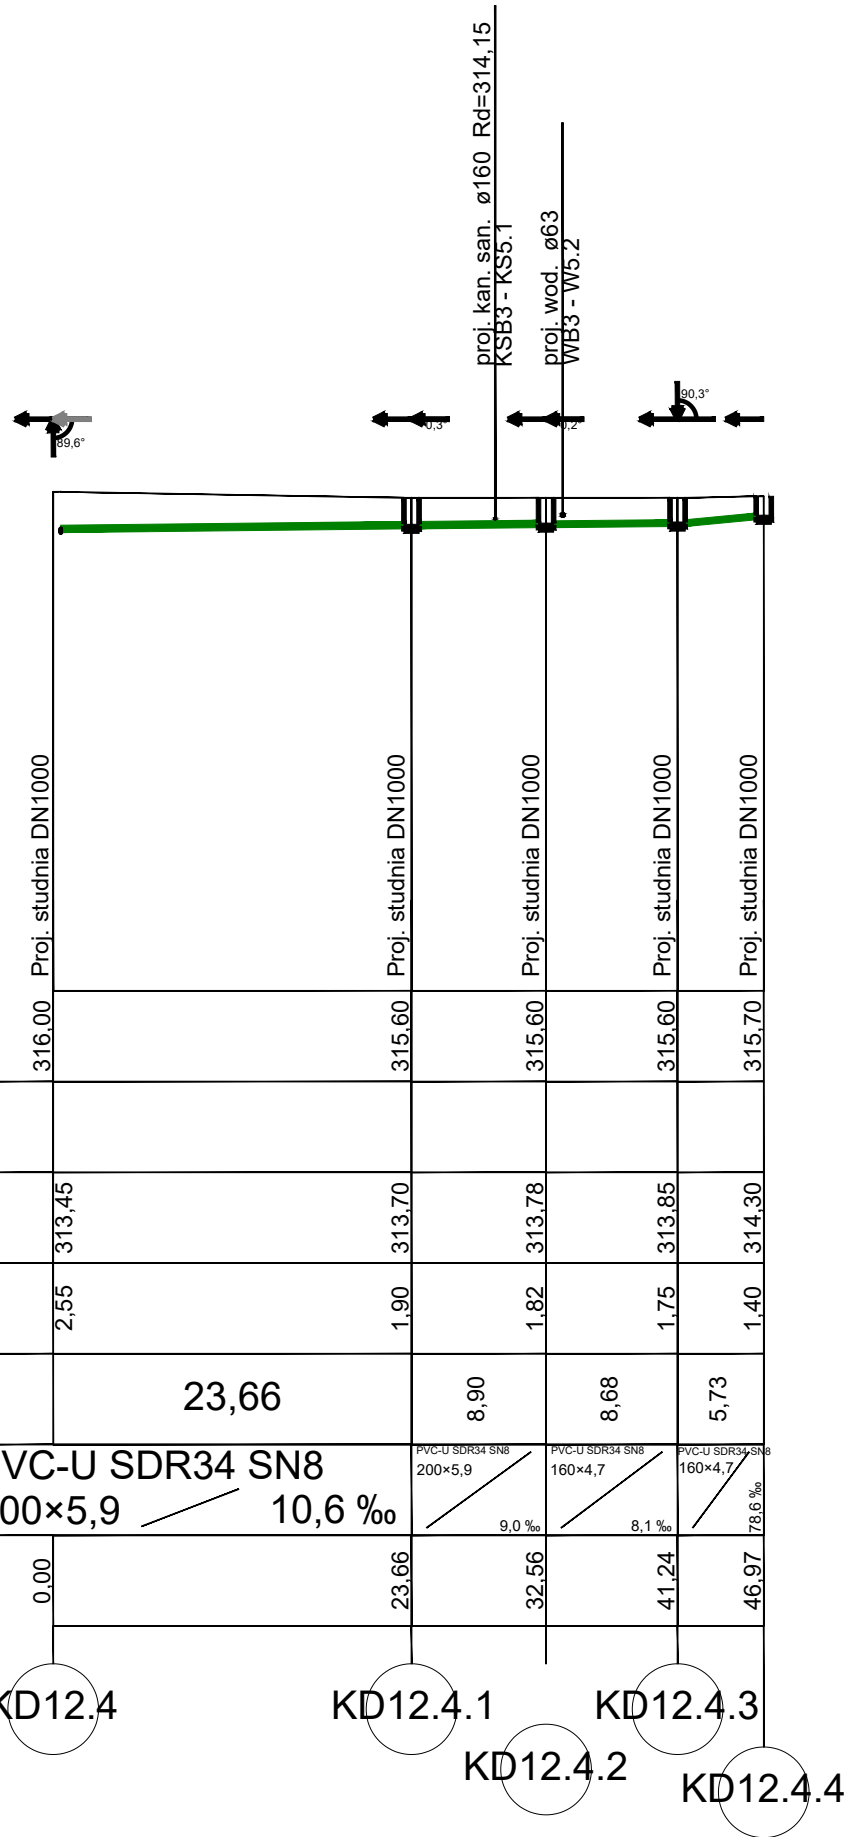 proj. kan. san. ø160 Rd=314,15
KSB3 - KS5.1
proj. wod. ø63
WB3 - W5.2
89,6°
0,3°
0,2°
90,3°
Proj. studnia DN1000
Proj. studnia DN1000
Proj. studnia DN1000
Proj. studnia DN1000
Proj. studnia DN1000
316,00
315,60
315,60
315,60
315,70
313,45
313,70
313,78
313,85
314,30
2,55
1,90
1,82
1,75
1,40
23,66
8,90
8,68
5,73
VC-U SDR34 SN8
00×5,9
10,6 ‰
PVC-U SDR34 SN8
200×5,9
9,0 ‰
PVC-U SDR34 SN8
160×4,7
8,1 ‰
PVC-U SDR34 SN8
160×4,7
78,6 ‰
0,00
23,66
32,56
41,24
46,97
KD12.4
KD12.4.1
KD12.4.2
KD12.4.3
KD12.4.4